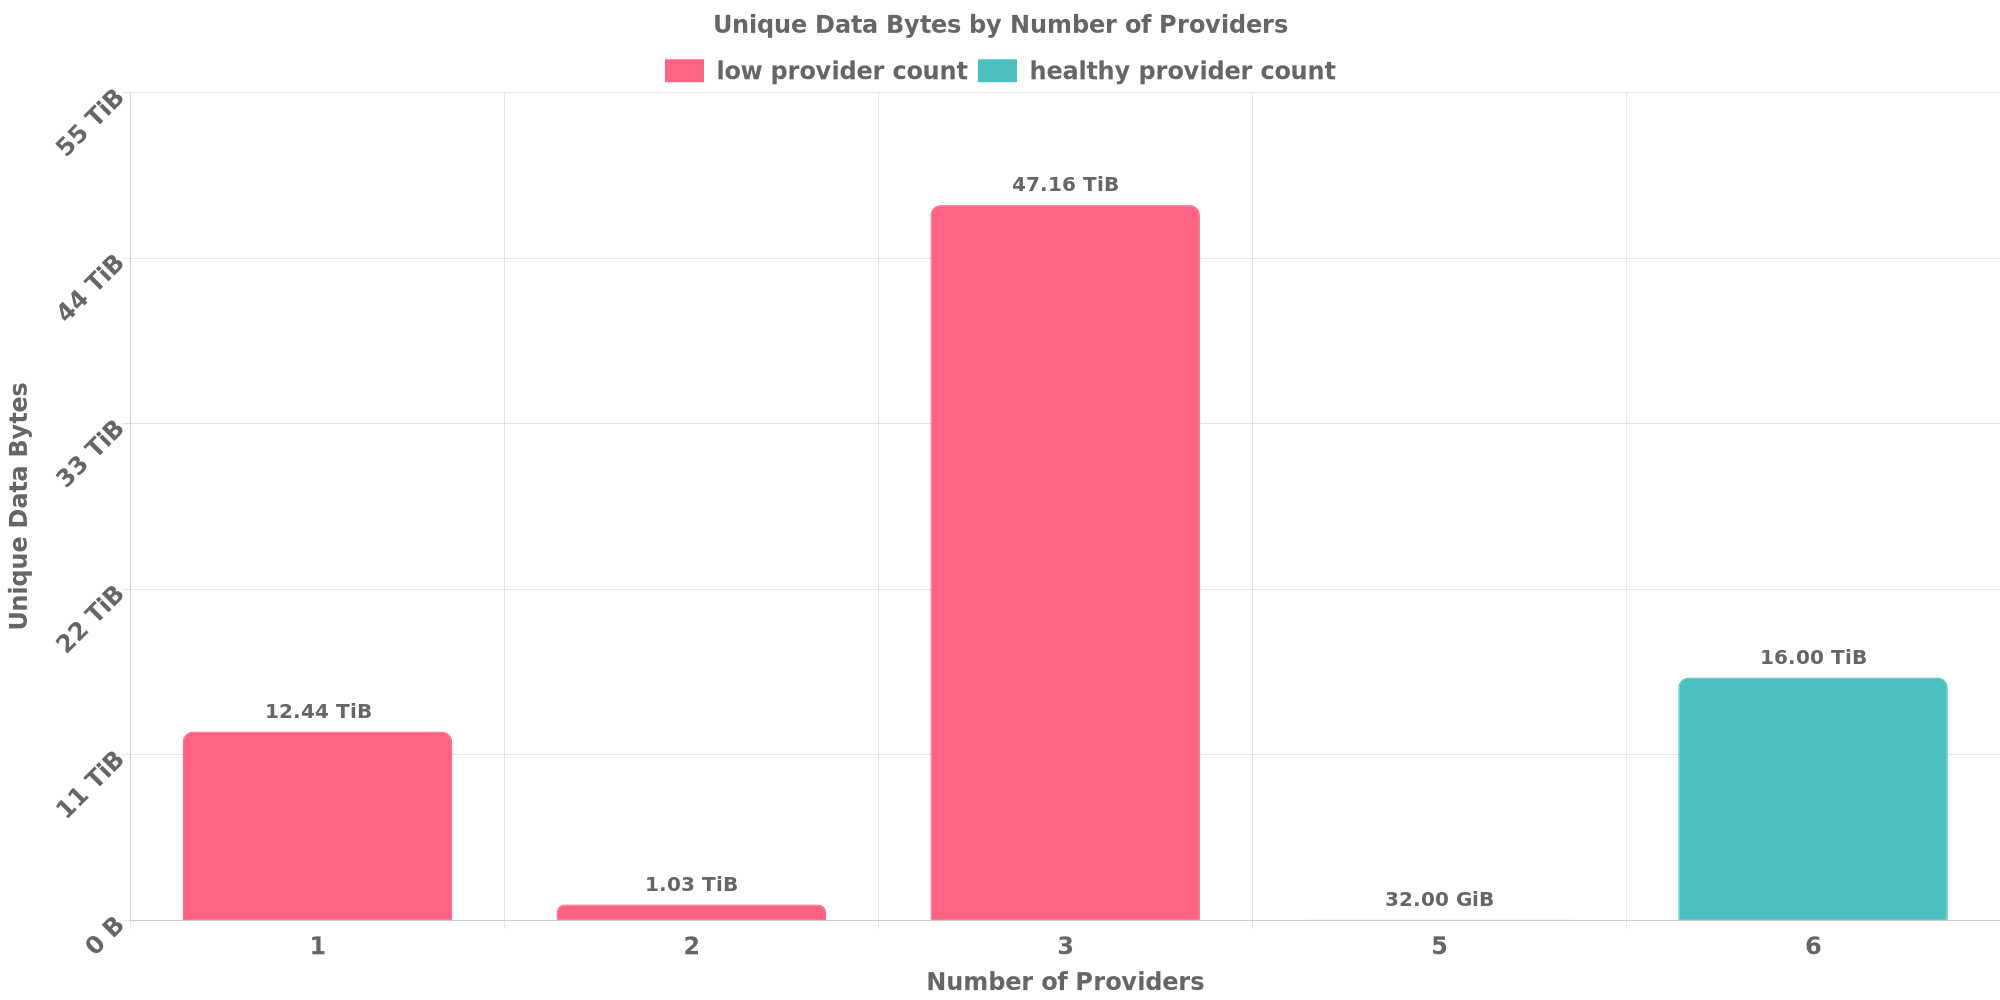 Unique Data Bytes by Number of Providers
low provider count
healthy provider count
55 TiB
44 TiB
33 TiB
22 TiB
11 TiB
0 B
Unique Data Bytes
12.44 TiB
1.03 TiB
47.16 TiB
32.00 GiB
16.00 TiB
1
2
3
5
6
Number of Providers